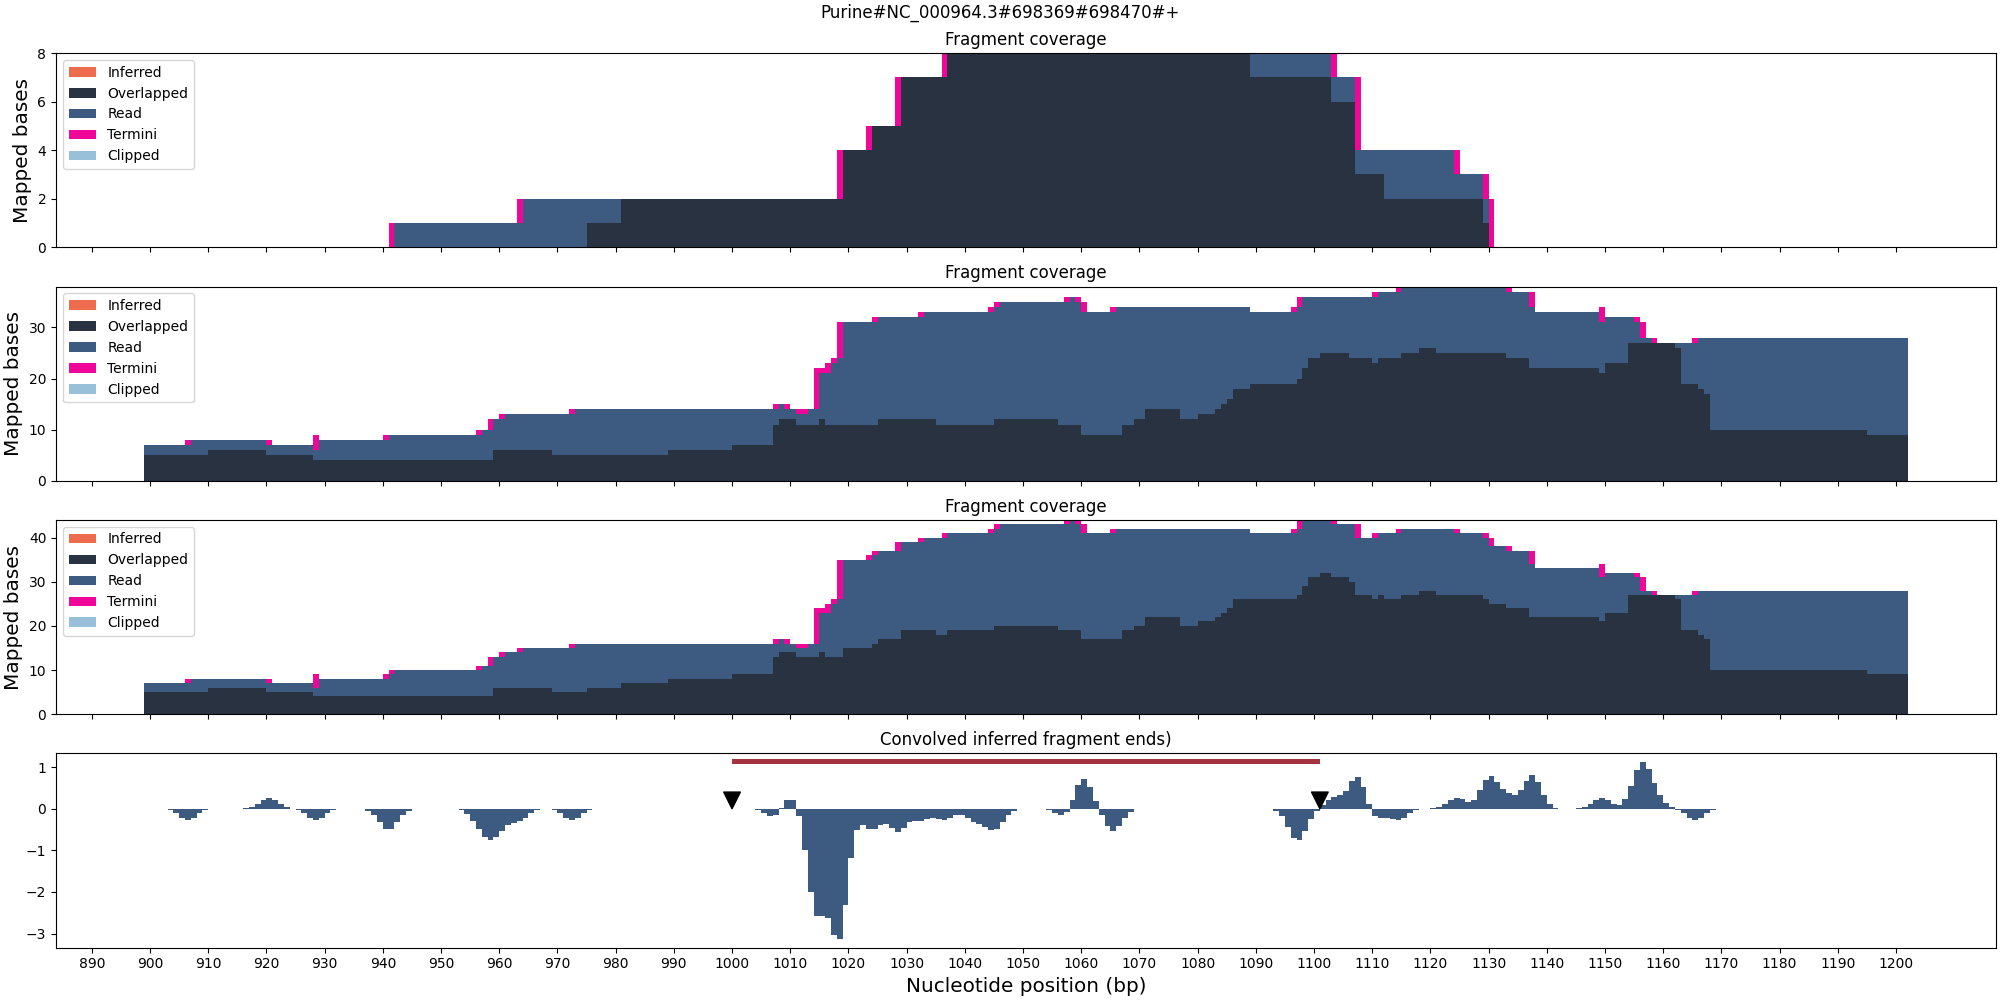 Purine#NC_000964.3#698369#698470#+
Fragment coverage
Mapped bases
8
6
4
2
0
Inferred
Overlapped
Read
Termini
Clipped
Fragment coverage
Mapped bases
30
20
10
0
Inferred
Overlapped
Read
Termini
Clipped
Fragment coverage
Mapped bases
40
30
20
10
0
Inferred
Overlapped
Read
Termini
Clipped
Convolved inferred fragment ends)
1
0
−1
−2
−3
890 900 910 920 930 940 950 960 970 980 990 1000 1010 1020 1030 1040 1050 1060 1070 1080 1090 1100 1110 1120 1130 1140 1150 1160 1170 1180 1190 1200
Nucleotide position (bp)